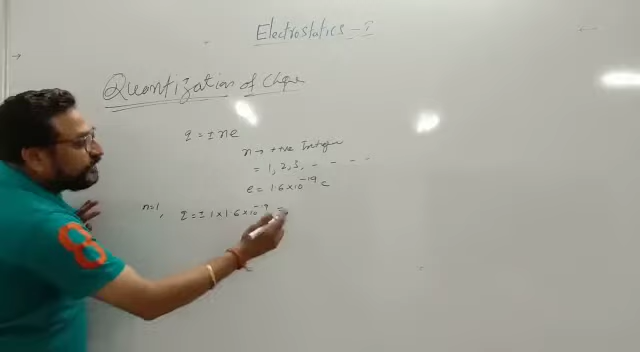 Electrostatics - I
Quantization of Charge
q = ± ne
n → +ve Integer
= 1, 2, 3, - - - -
e = 1.6 × 10⁻¹⁹ C
n=1, q = ± 1 × 1.6 × 10⁻¹⁹ =
8